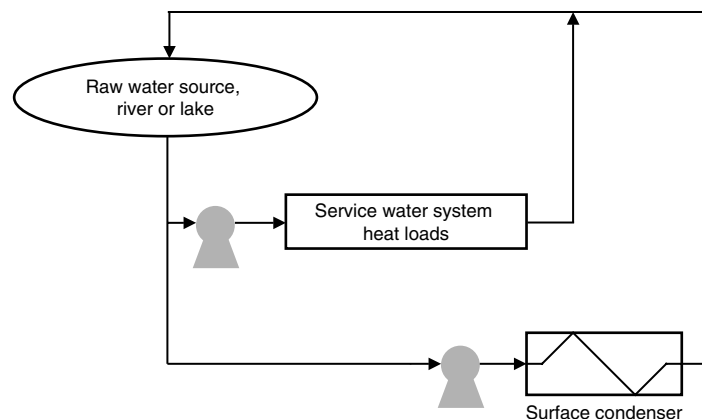 Raw water source,
river or lake
Service water system
heat loads
Surface condenser